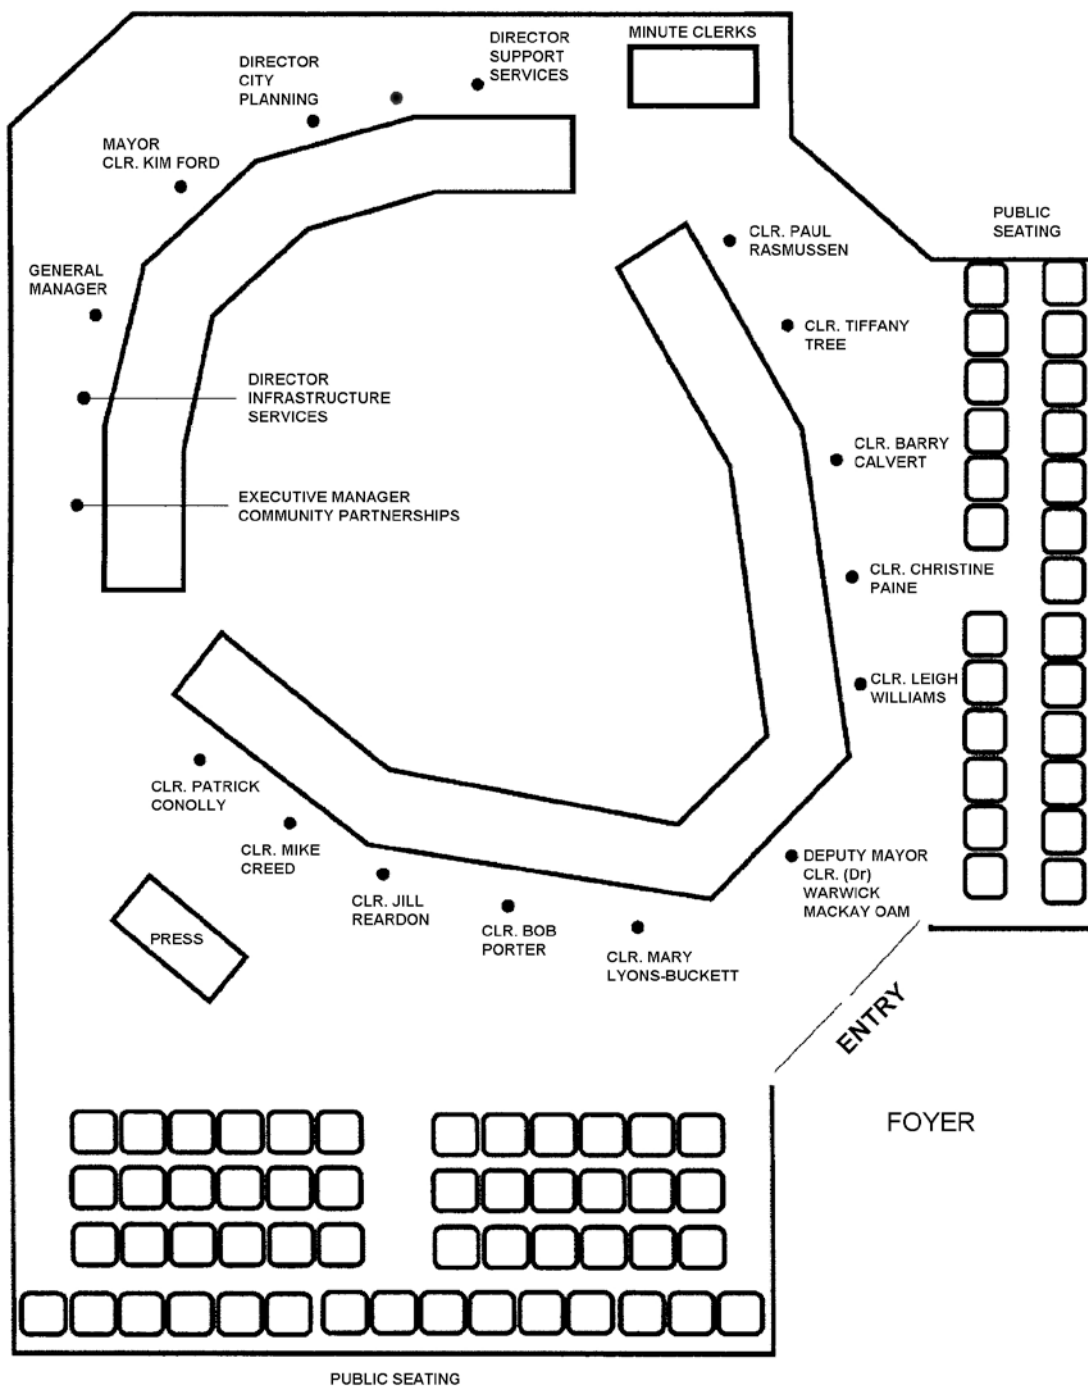 DIRECTOR
SUPPORT
SERVICES
MINUTE CLERKS
DIRECTOR
CITY
PLANNING
MAYOR
CLR. KIM FORD
CLR. PAUL
RASMUSSEN
PUBLIC
SEATING
GENERAL
MANAGER
CLR. TIFFANY
TREE
DIRECTOR
INFRASTRUCTURE
SERVICES
CLR. BARRY
CALVERT
EXECUTIVE MANAGER
COMMUNITY PARTNERSHIPS
CLR. CHRISTINE
PAINE
CLR. LEIGH
WILLIAMS
CLR. PATRICK
CONOLLY
CLR. MIKE
CREED
CLR. JILL
REARDON
CLR. BOB
PORTER
CLR. MARY
LYONS-BUCKETT
DEPUTY MAYOR
CLR. (Dr)
WARWICK
MACKAY OAM
PRESS
ENTRY
FOYER
PUBLIC SEATING